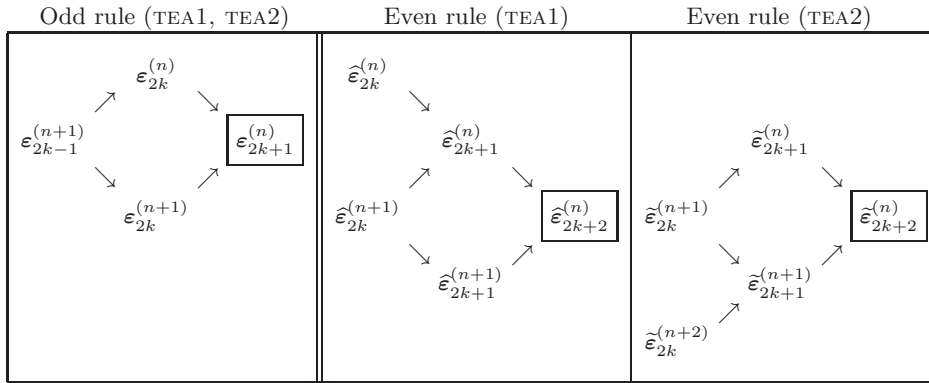 Odd rule (TEA1, TEA2) Even rule (TEA1) Even rule (TEA2)
ε_{2k}^{(n)} ε̂_{2k}^{(n)}
ε_{2k−1}^{(n+1)} ε_{2k+1}^{(n)} ε̂_{2k+1}^{(n)} ε̃_{2k+1}^{(n)}
ε_{2k}^{(n+1)} ε̂_{2k}^{(n+1)} ε̂_{2k+2}^{(n)} ε̃_{2k}^{(n+1)} ε̃_{2k+2}^{(n)}
ε̂_{2k+1}^{(n+1)} ε̃_{2k+1}^{(n+1)}
ε̃_{2k}^{(n+2)}